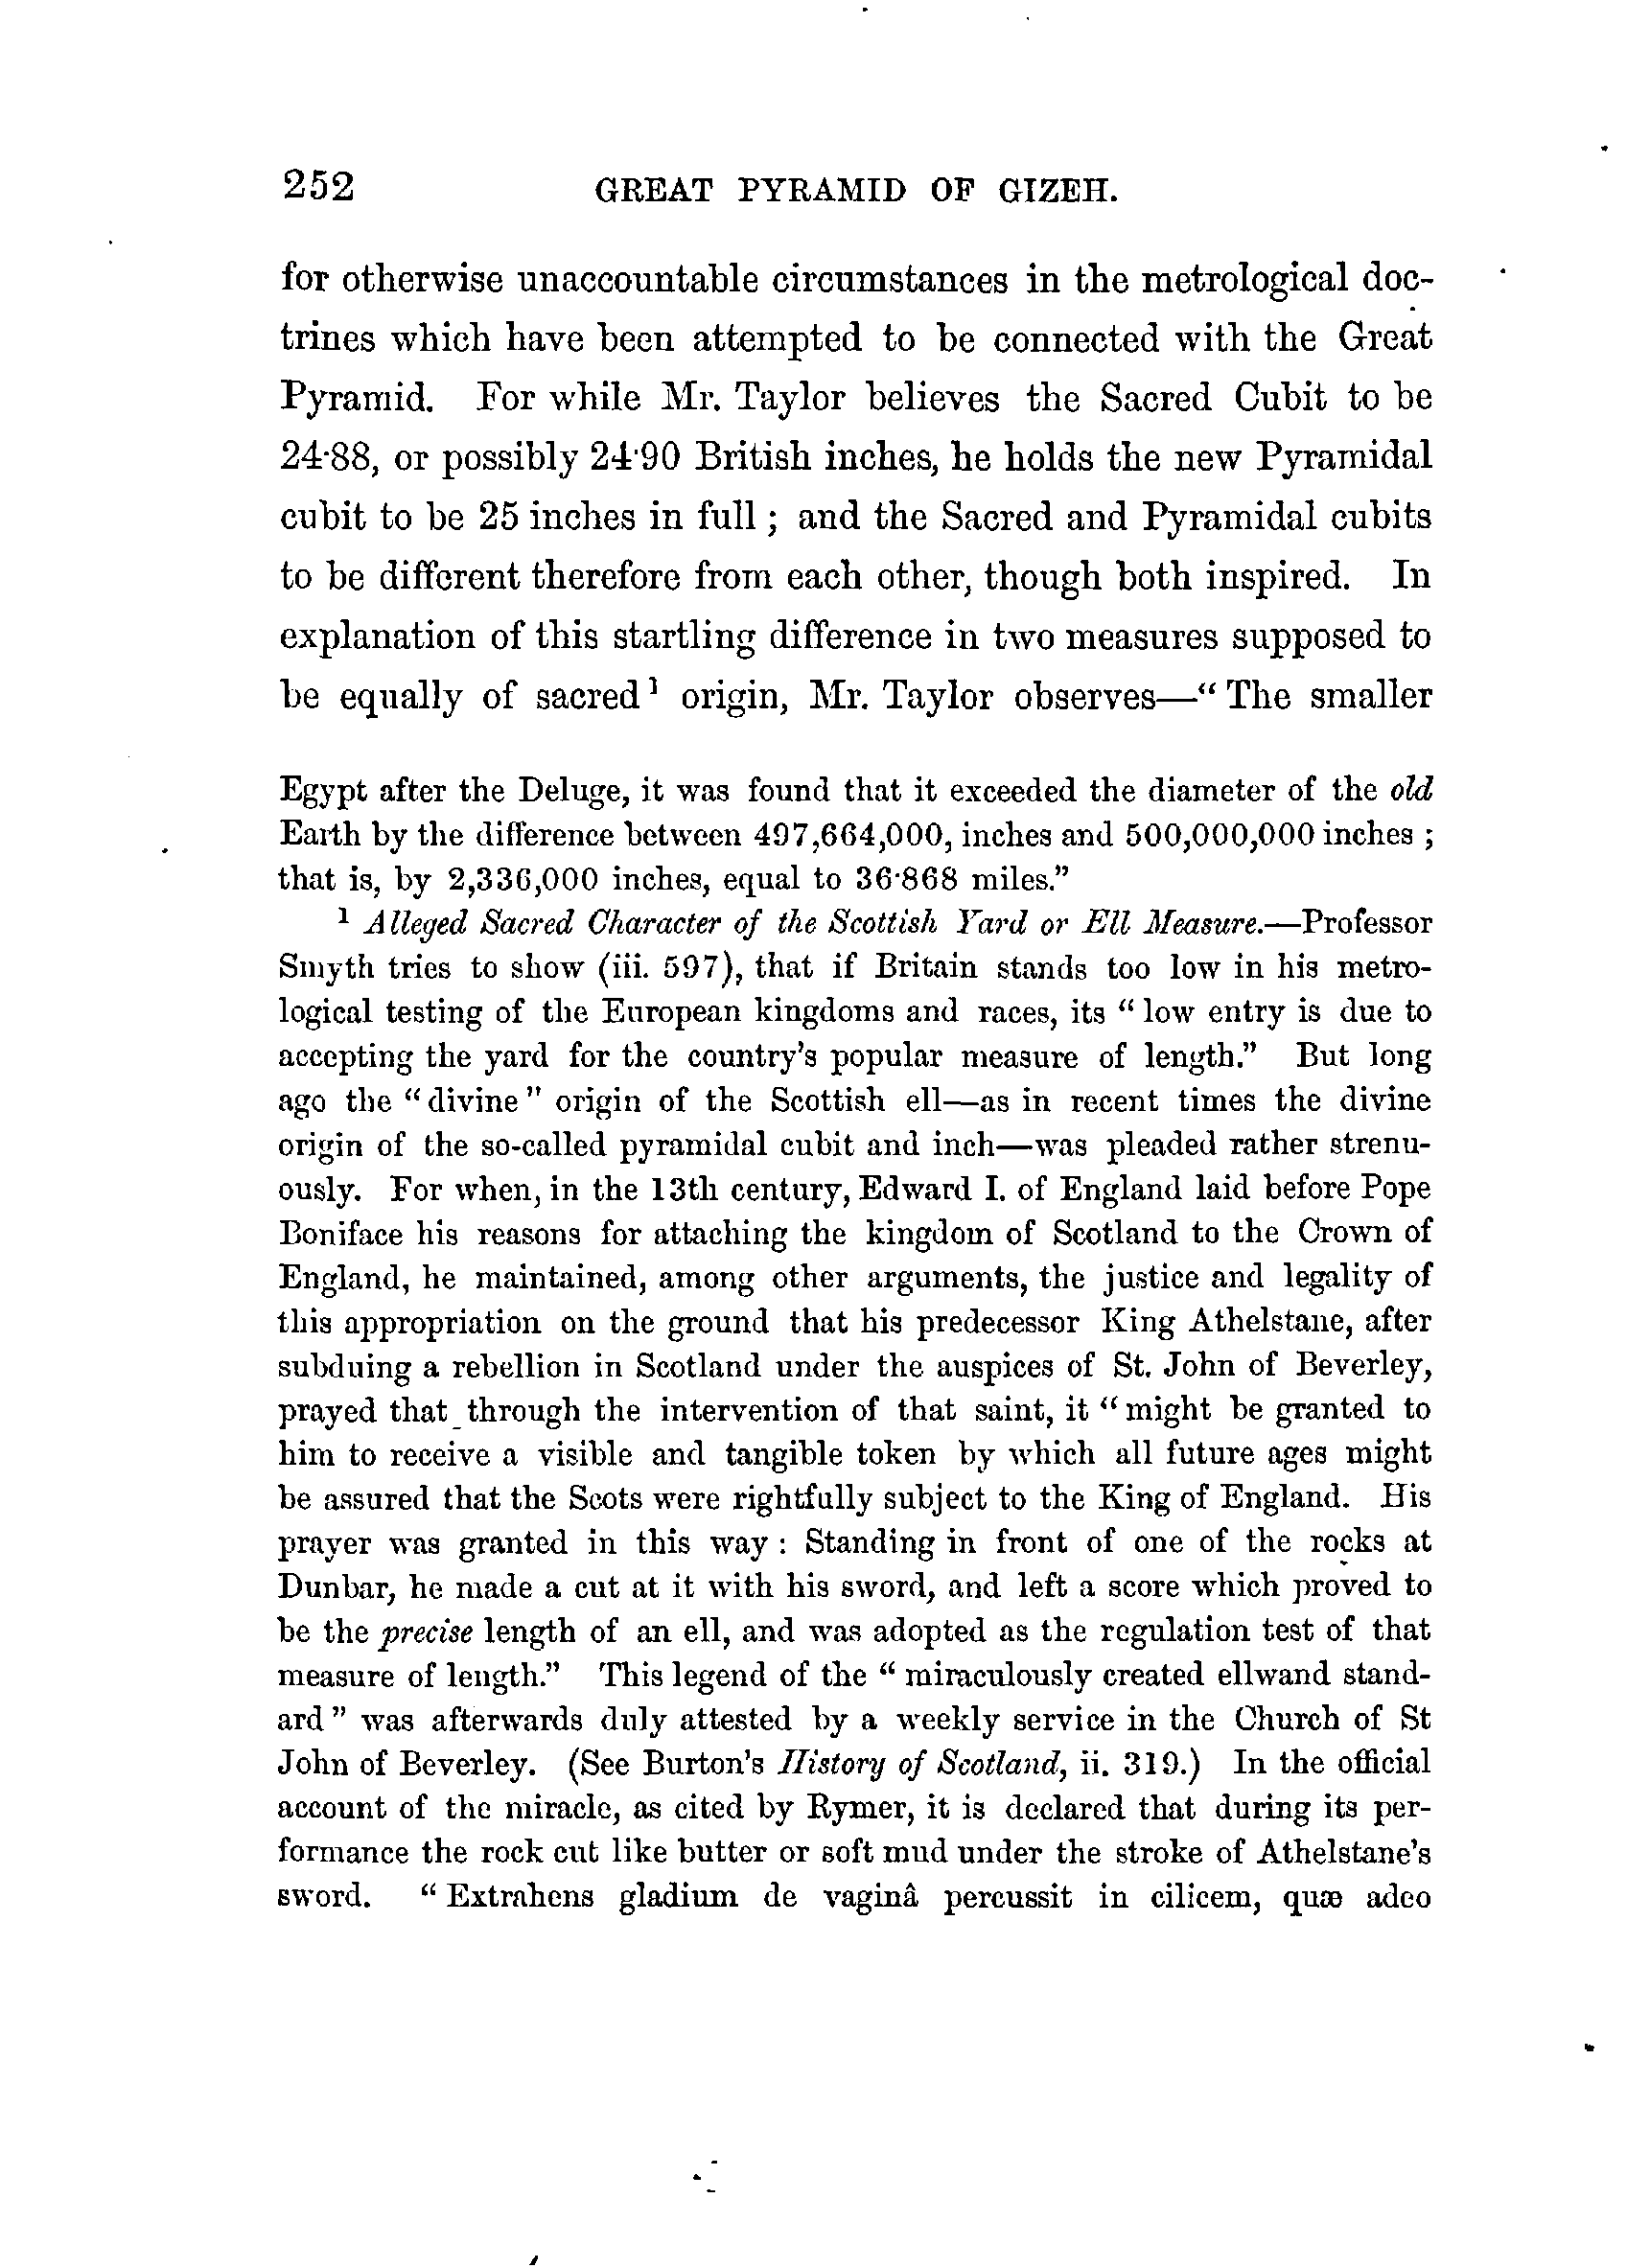 252 GREAT PYRAMID OF GIZEH.
for otherwise unaccountable circumstances in the metrological doc-
trines which have been attempted to be connected with the Great
Pyramid. For while Mr. Taylor believes the Sacred Cubit to be
24·88, or possibly 24·90 British inches, he holds the new Pyramidal
cubit to be 25 inches in full; and the Sacred and Pyramidal cubits
to be different therefore from each other, though both inspired. In
explanation of this startling difference in two measures supposed to
be equally of sacred¹ origin, Mr. Taylor observes—“The smaller
Egypt after the Deluge, it was found that it exceeded the diameter of the old
Earth by the difference between 497,664,000, inches and 500,000,000 inches;
that is, by 2,336,000 inches, equal to 36·868 miles.”
¹ Alleged Sacred Character of the Scottish Yard or Ell Measure.—Professor
Smyth tries to show (iii. 597), that if Britain stands too low in his metro-
logical testing of the European kingdoms and races, its “low entry is due to
accepting the yard for the country’s popular measure of length.” But long
ago the “divine” origin of the Scottish ell—as in recent times the divine
origin of the so-called pyramidal cubit and inch—was pleaded rather strenu-
ously. For when, in the 13th century, Edward I. of England laid before Pope
Boniface his reasons for attaching the kingdom of Scotland to the Crown of
England, he maintained, among other arguments, the justice and legality of
this appropriation on the ground that his predecessor King Athelstane, after
subduing a rebellion in Scotland under the auspices of St. John of Beverley,
prayed that through the intervention of that saint, it “might be granted to
him to receive a visible and tangible token by which all future ages might
be assured that the Scots were rightfully subject to the King of England. His
prayer was granted in this way: Standing in front of one of the rocks at
Dunbar, he made a cut at it with his sword, and left a score which proved to
be the precise length of an ell, and was adopted as the regulation test of that
measure of length.” This legend of the “miraculously created ellwand stand-
ard” was afterwards duly attested by a weekly service in the Church of St
John of Beverley. (See Burton’s History of Scotland, ii. 319.) In the official
account of the miracle, as cited by Rymer, it is declared that during its per-
formance the rock cut like butter or soft mud under the stroke of Athelstane’s
sword. “Extrahens gladium de vaginâ percussit in cilicem, quæ adeo